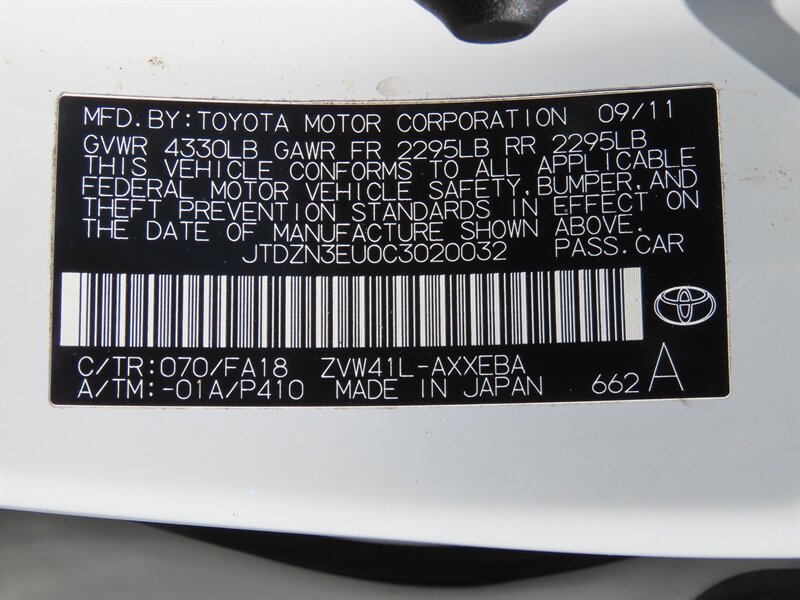 MFD. BY: TOYOTA MOTOR CORPORATION 09/11
GVWR 4330LB GAWR FR 2295LB RR 2295LB
THIS VEHICLE CONFORMS TO ALL APPLICABLE
FEDERAL MOTOR VEHICLE SAFETY, BUMPER, AND
THEFT PREVENTION STANDARDS IN EFFECT ON
THE DATE OF MANUFACTURE SHOWN ABOVE.
JTDZN3EU0C3020032 PASS. CAR
C/TR: 070/FA18 ZVW41L-AXXEBA
A/TM: -01A/P410 MADE IN JAPAN 662 A